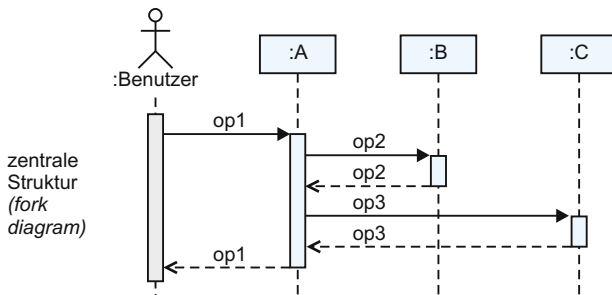 :Benutzer
:A
:B
:C
zentrale
Struktur
(fork
diagram)
op1
op2
op2
op3
op3
op1